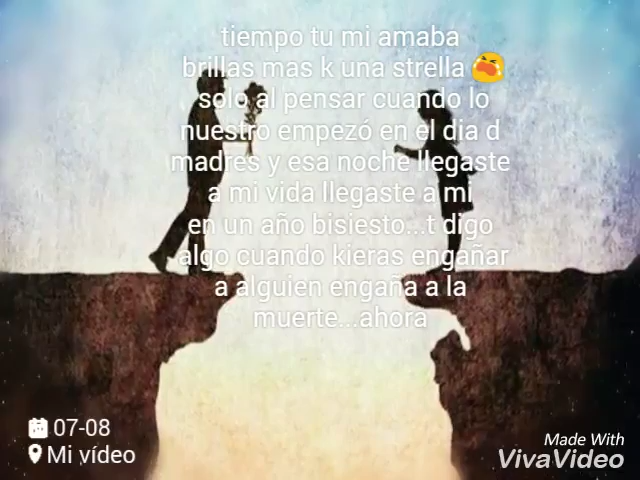 tiempo tu mi amaba
brillas mas k una strella 😭
solo al pensar cuando lo
nuestro empezó en el dia d
madres y esa noche llegaste
a mi vida llegaste a mi
en un año bisiesto...t digo
algo cuando kieras engañar
a alguien engaña a la
muerte...ahora
07-08
Mi vídeo
Made With
VivaVideo